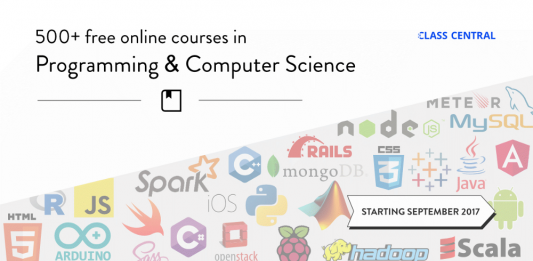 500+ free online courses in
CLASS CENTRAL
Programming & Computer Science
METEOR
node
JS
MySQL
RAILS
CSS
3
Spark
C++
mongoDB
Java
A
HTML
5
R
JS
iOS
STARTING SEPTEMBER 2017
ARDUINO
Sass
C#
openstack
hadoop
Scala